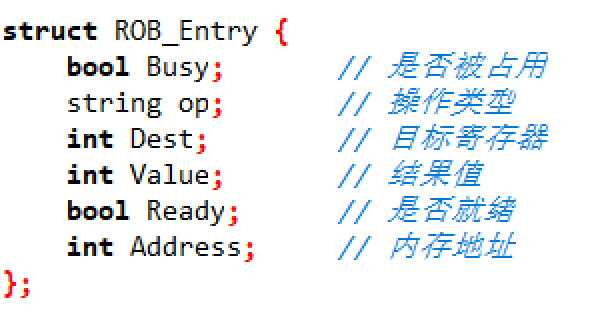 struct ROB_Entry {
    bool Busy;       // 是否被占用
    string op;       // 操作类型
    int Dest;        // 目标寄存器
    int Value;       // 结果值
    bool Ready;      // 是否就绪
    int Address;     // 内存地址
};